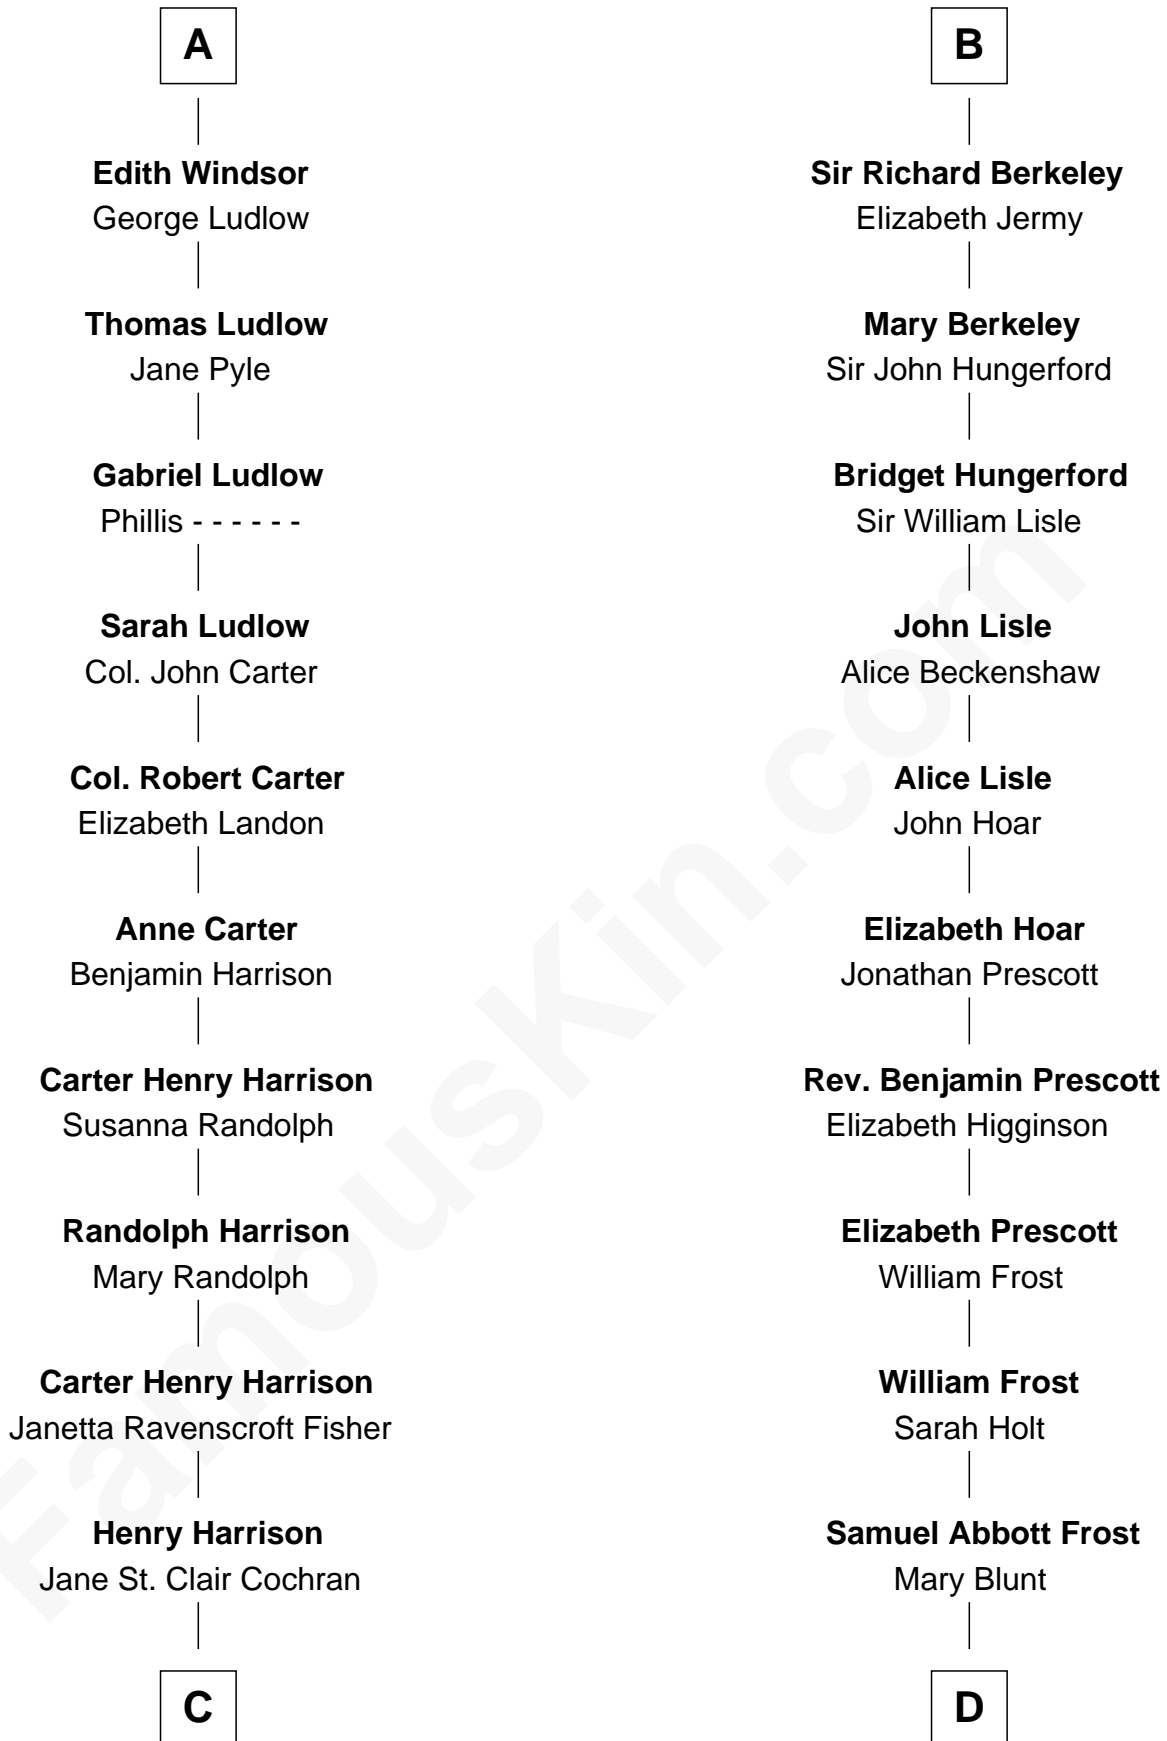 A
Edith Windsor
George Ludlow
Thomas Ludlow
Jane Pyle
Gabriel Ludlow
Phillis - - - - - -
Sarah Ludlow
Col. John Carter
Col. Robert Carter
Elizabeth Landon
Anne Carter
Benjamin Harrison
Carter Henry Harrison
Susanna Randolph
Randolph Harrison
Mary Randolph
Carter Henry Harrison
Janetta Ravenscroft Fisher
Henry Harrison
Jane St. Clair Cochran
C
B
Sir Richard Berkeley
Elizabeth Jermy
Mary Berkeley
Sir John Hungerford
Bridget Hungerford
Sir William Lisle
John Lisle
Alice Beckenshaw
Alice Lisle
John Hoar
Elizabeth Hoar
Jonathan Prescott
Rev. Benjamin Prescott
Elizabeth Higginson
Elizabeth Prescott
William Frost
William Frost
Sarah Holt
Samuel Abbott Frost
Mary Blunt
D
FamousKin.com